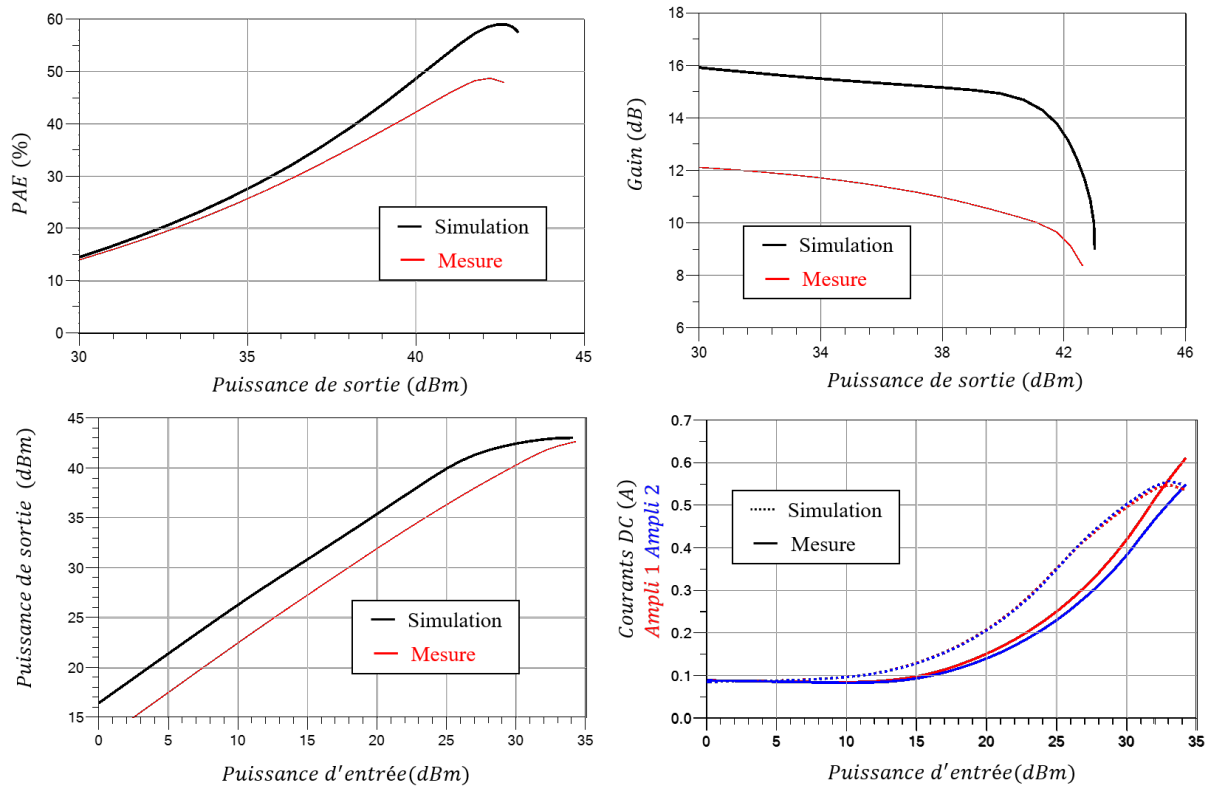 60
50
40
30
20
10
0
PAE (%)
Simulation
Mesure
30 35 40 45
Puissance de sortie (dBm)
18
16
14
12
10
8
6
Gain (dB)
Simulation
Mesure
30 34 38 42 46
Puissance de sortie (dBm)
45
40
35
30
25
20
15
Puissance de sortie (dBm)
Simulation
Mesure
0 5 10 15 20 25 30 35
Puissance d'entrée(dBm)
0.7
0.6
0.5
0.4
0.3
0.2
0.1
0.0
Courants DC (A)
Ampli 1 Ampli 2
Simulation
Mesure
0 5 10 15 20 25 30 35
Puissance d'entrée(dBm)